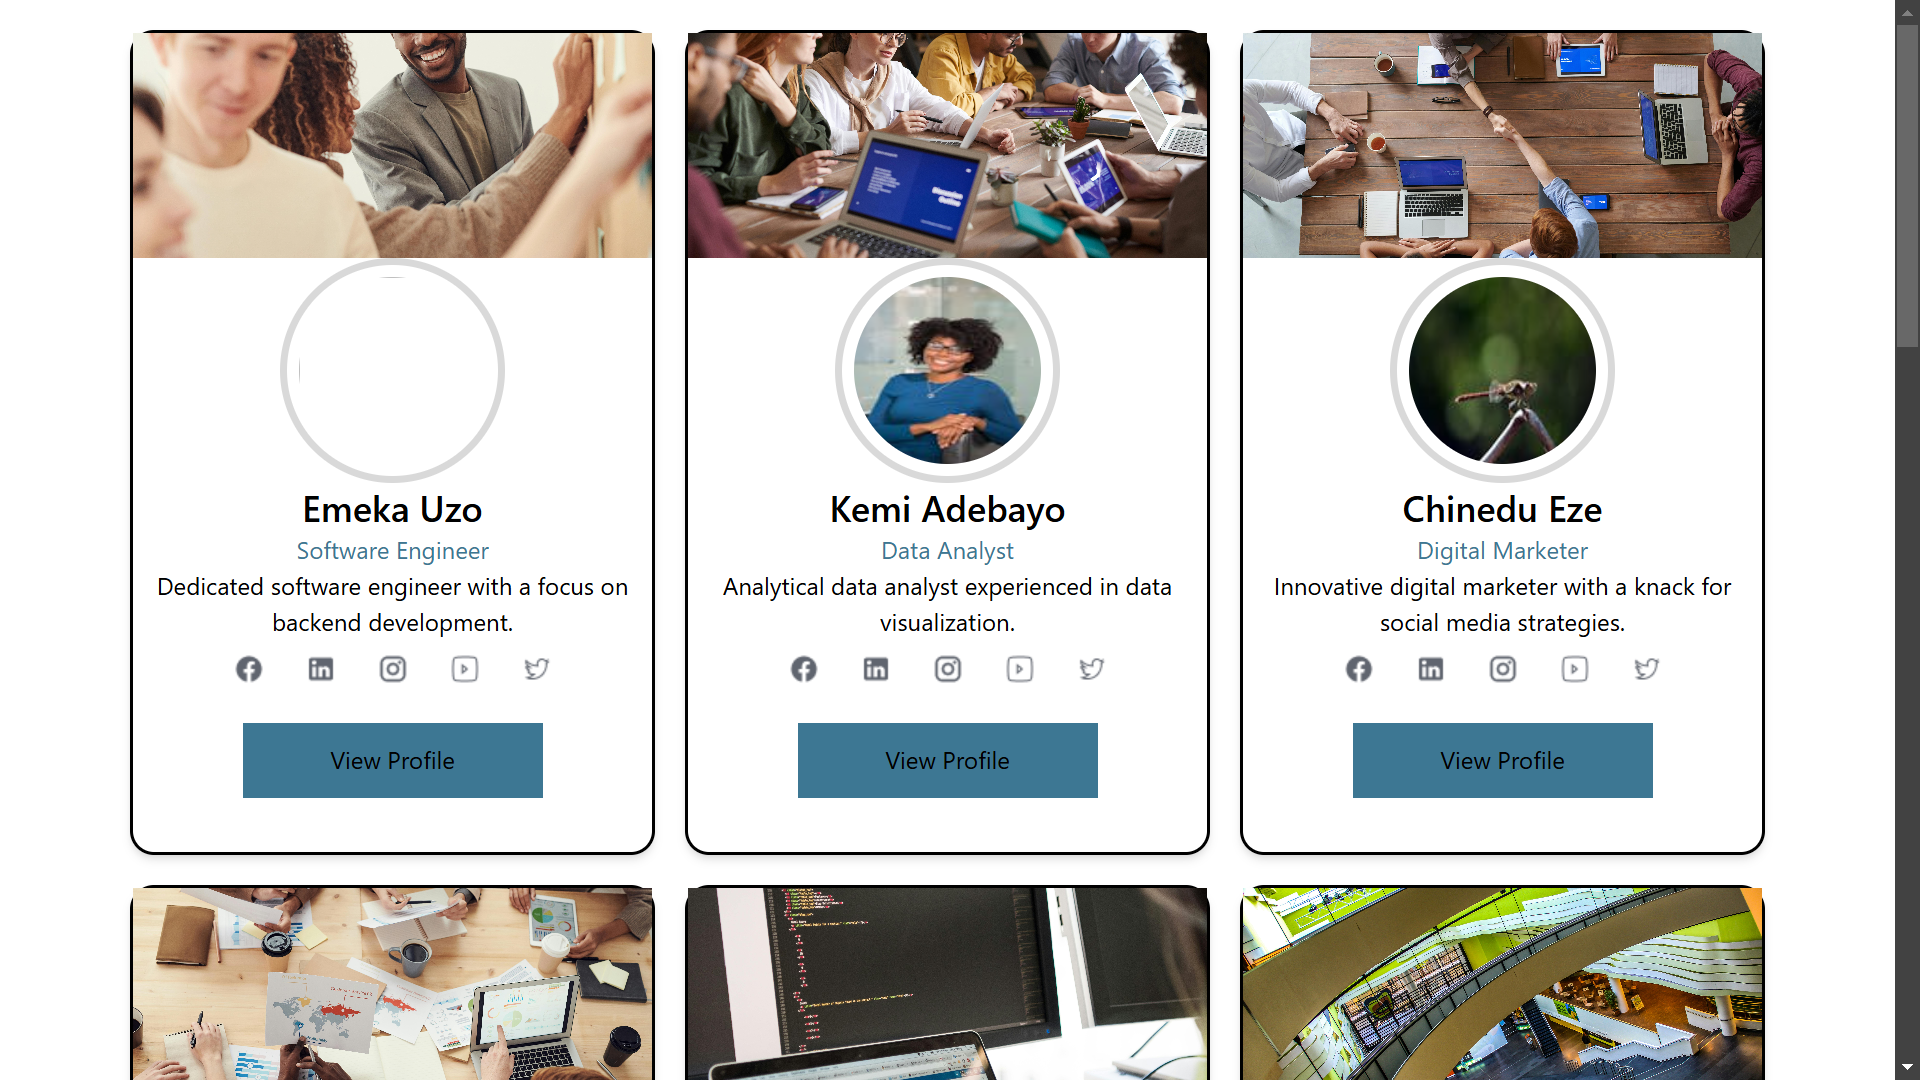 Emeka Uzo
Software Engineer
Dedicated software engineer with a focus on
backend development.
View Profile
Kemi Adebayo
Data Analyst
Analytical data analyst experienced in data
visualization.
View Profile
Chinedu Eze
Digital Marketer
Innovative digital marketer with a knack for
social media strategies.
View Profile